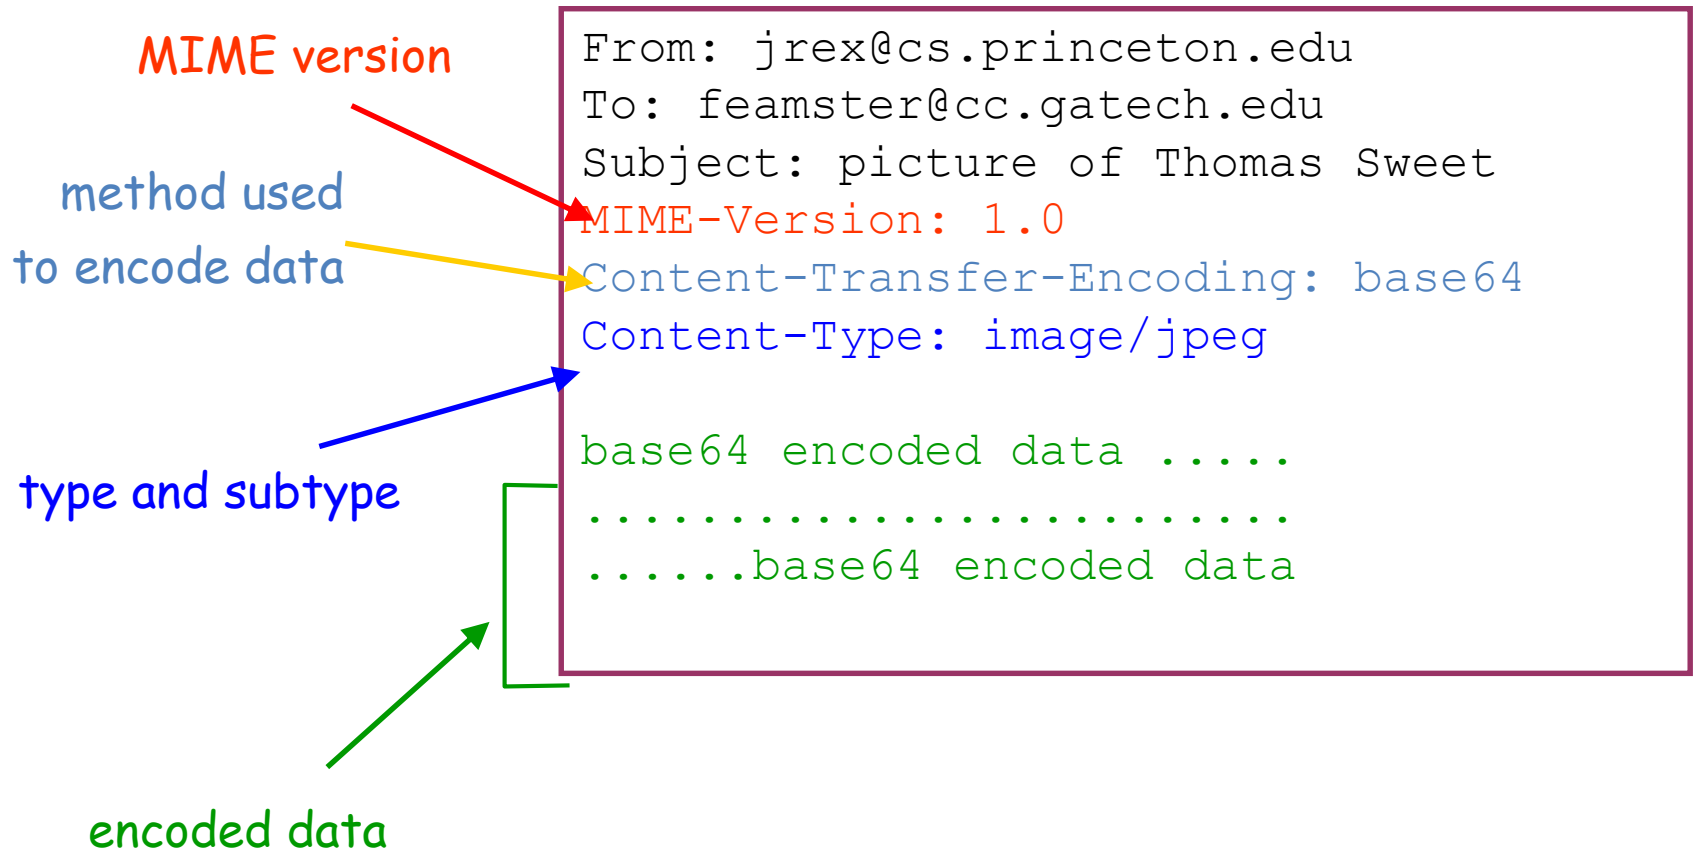 MIME version
method used
to encode data
type and subtype
encoded data
From: jrex@cs.princeton.edu
To: feamster@cc.gatech.edu
Subject: picture of Thomas Sweet
MIME-Version: 1.0
Content-Transfer-Encoding: base64
Content-Type: image/jpeg
base64 encoded data .....
.........................
......base64 encoded data